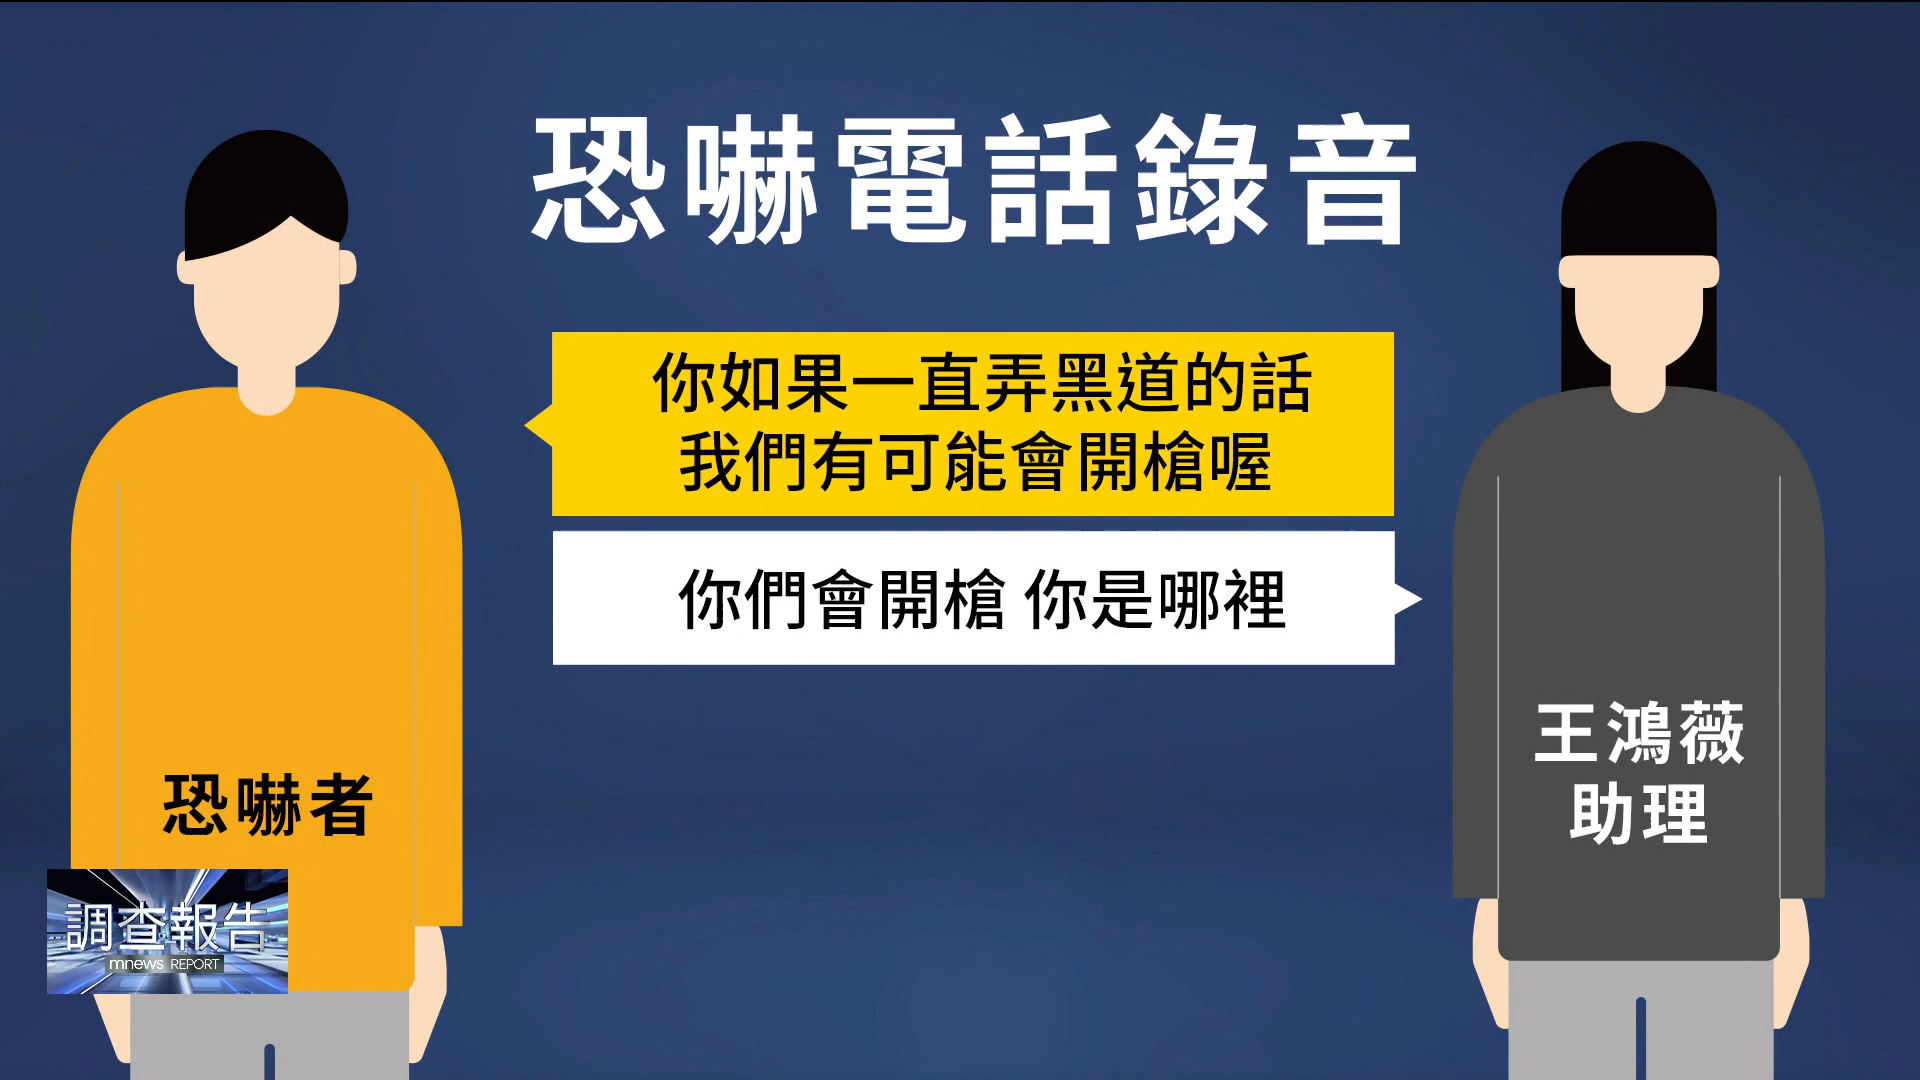 恐嚇電話錄音
你如果一直弄黑道的話
我們有可能會開槍喔
你們會開槍 你是哪裡
恐嚇者
王鴻薇
助理
調查報告
mnews REPORT